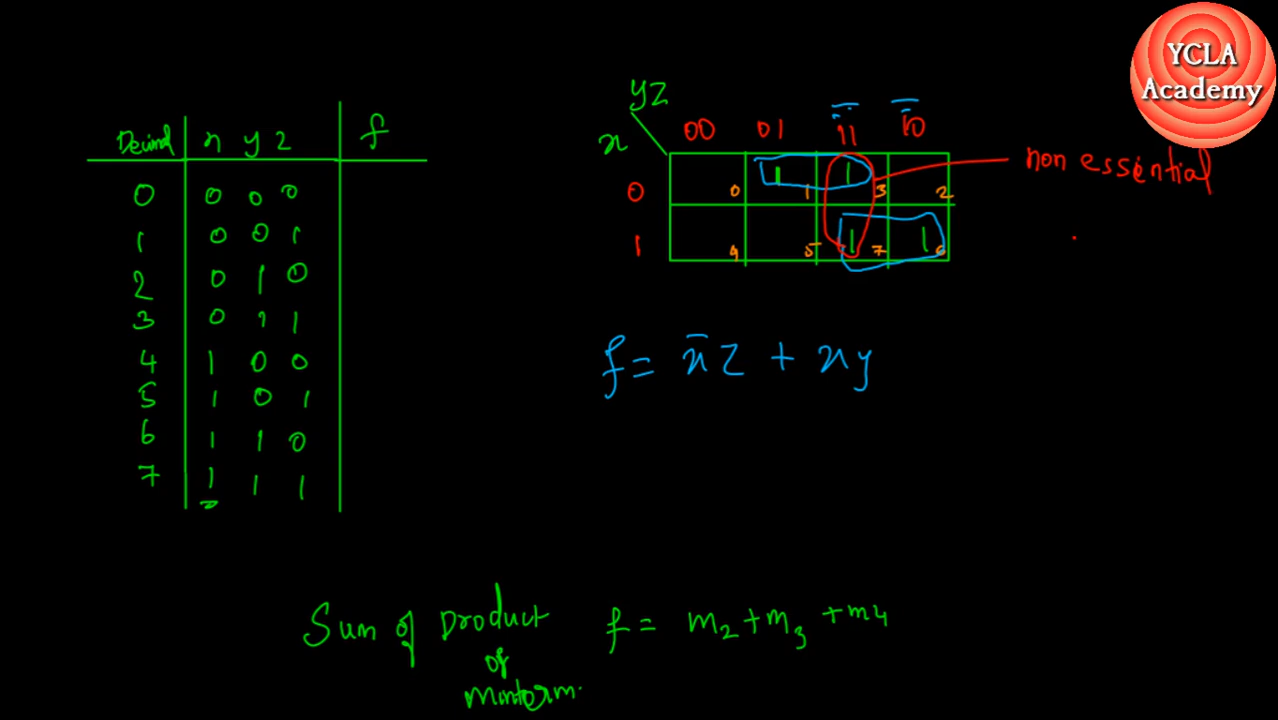 YCLA
Academy
Decimal x y z f
0 0 0 0
1 0 0 1
2 0 1 0
3 0 1 1
4 1 0 0
5 1 0 1
6 1 1 0
7 1 1 1
yz
x 00 01 11 10
0 0 1 1 1 3 2
1 4 5 1 7 1 6
non essential
f = x̄z + xy
Sum of product f = m₂ + m₃ + m4
of
Minterm.